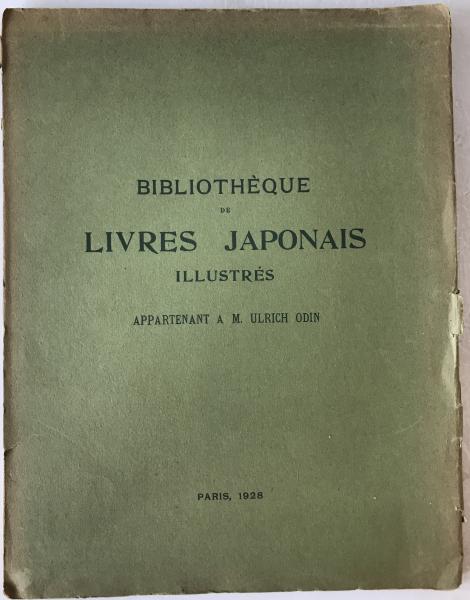 BIBLIOTHÈQUE
DE
LIVRES JAPONAIS
ILLUSTRÉS
APPARTENANT A M. ULRICH ODIN
PARIS, 1928